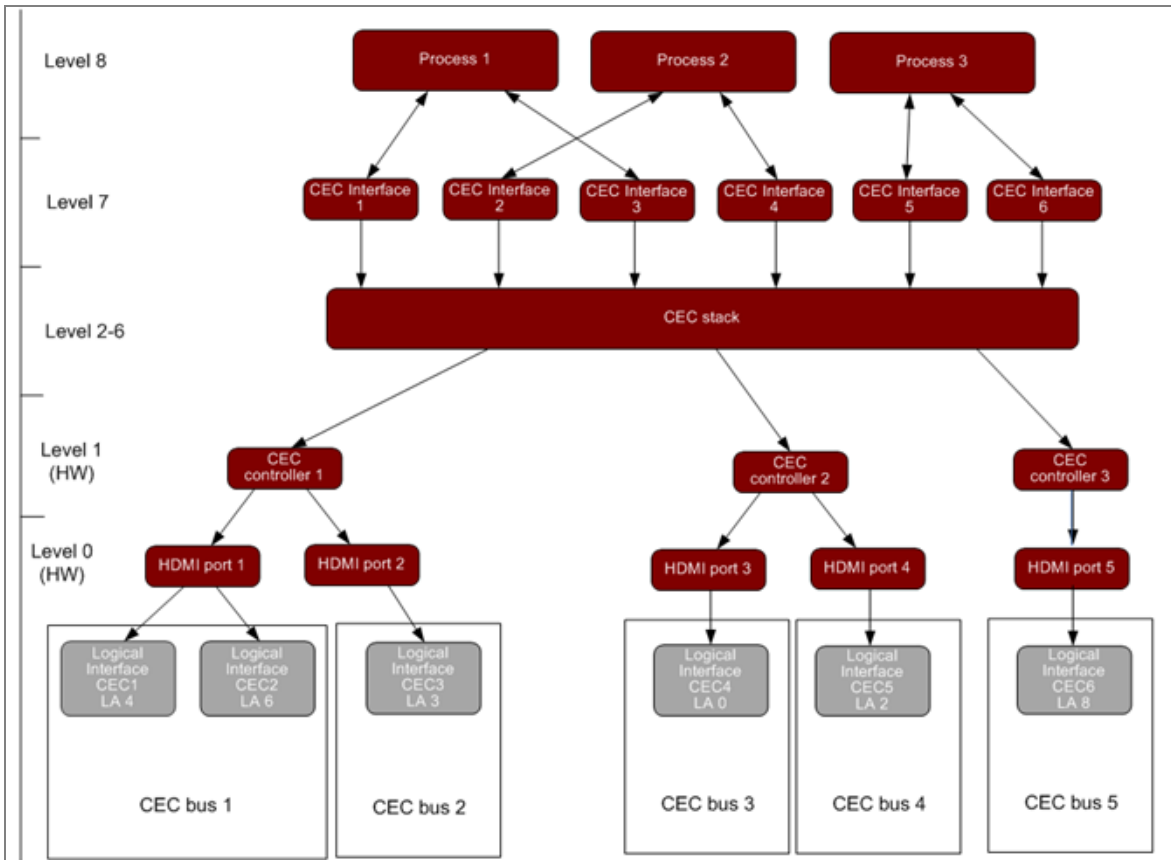 Level 8
Process 1
Process 2
Process 3
Level 7
CEC Interface
1
CEC Interface
2
CEC Interface
3
CEC Interface
4
CEC Interface
5
CEC Interface
6
Level 2-6
CEC stack
Level 1
(HW)
CEC
controller 1
CEC
controller 2
CEC
controller 3
Level 0
(HW)
HDMI port 1
HDMI port 2
HDMI port 3
HDMI port 4
HDMI port 5
Logical
Interface
CEC1
LA 4
Logical
Interface
CEC2
LA 6
Logical
Interface
CEC3
LA 3
Logical
Interface
CEC4
LA 0
Logical
Interface
CEC5
LA 2
Logical
Interface
CEC6
LA 8
CEC bus 1
CEC bus 2
CEC bus 3
CEC bus 4
CEC bus 5